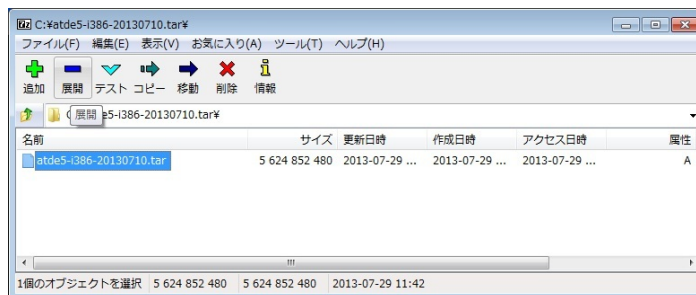 7z C:¥atde5-i386-20130710.tar¥
ファイル(F) 編集(E) 表示(V) お気に入り(A) ツール(T) ヘルプ(H)
追加 展開 テスト コピー 移動 削除 情報
展開 e5-i386-20130710.tar¥
名前 サイズ 更新日時 作成日時 アクセス日時 属性
atde5-i386-20130710.tar 5 624 852 480 2013-07-29 ... 2013-07-29 ... 2013-07-29 ... A
1個のオブジェクトを選択 5 624 852 480 5 624 852 480 2013-07-29 11:42